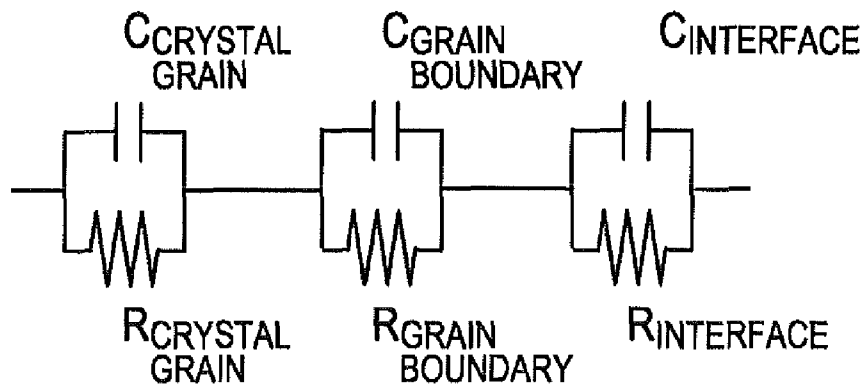 CCRYSTAL GRAIN
CGRAIN BOUNDARY
CINTERFACE
RCRYSTAL GRAIN
RGRAIN BOUNDARY
RINTERFACE